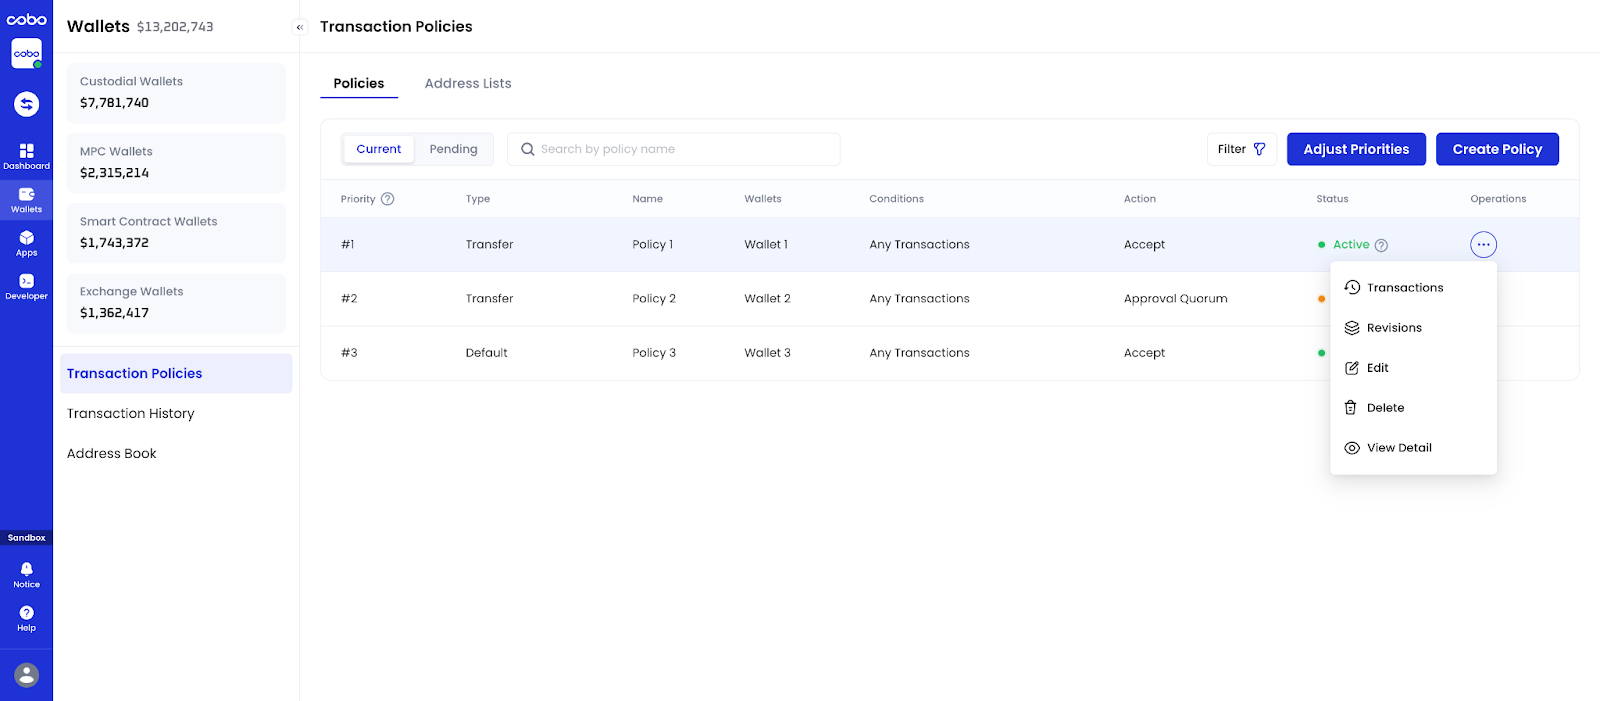 cobo
cobo
Dashboard
Wallets
Apps
Developer
Sandbox
Notice
Help
Wallets $13,202,743
Custodial Wallets
$7,781,740
MPC Wallets
$2,315,214
Smart Contract Wallets
$1,743,372
Exchange Wallets
$1,362,417
Transaction Policies
Transaction History
Address Book
Transaction Policies
Policies Address Lists
Current Pending Search by policy name Filter Adjust Priorities Create Policy
Priority Type Name Wallets Conditions Action Status Operations
#1 Transfer Policy 1 Wallet 1 Any Transactions Accept Active
#2 Transfer Policy 2 Wallet 2 Any Transactions Approval Quorum
#3 Default Policy 3 Wallet 3 Any Transactions Accept
Transactions
Revisions
Edit
Delete
View Detail